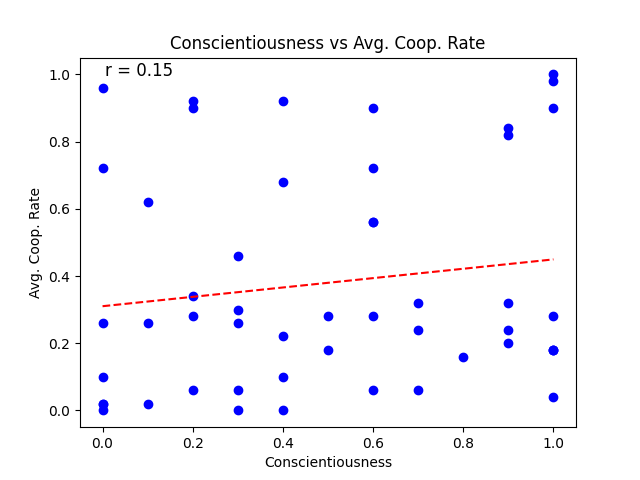 Conscientiousness vs Avg. Coop. Rate
r = 0.15
1.0
0.8
0.6
0.4
0.2
0.0
Avg. Coop. Rate
0.0 0.2 0.4 0.6 0.8 1.0
Conscientiousness